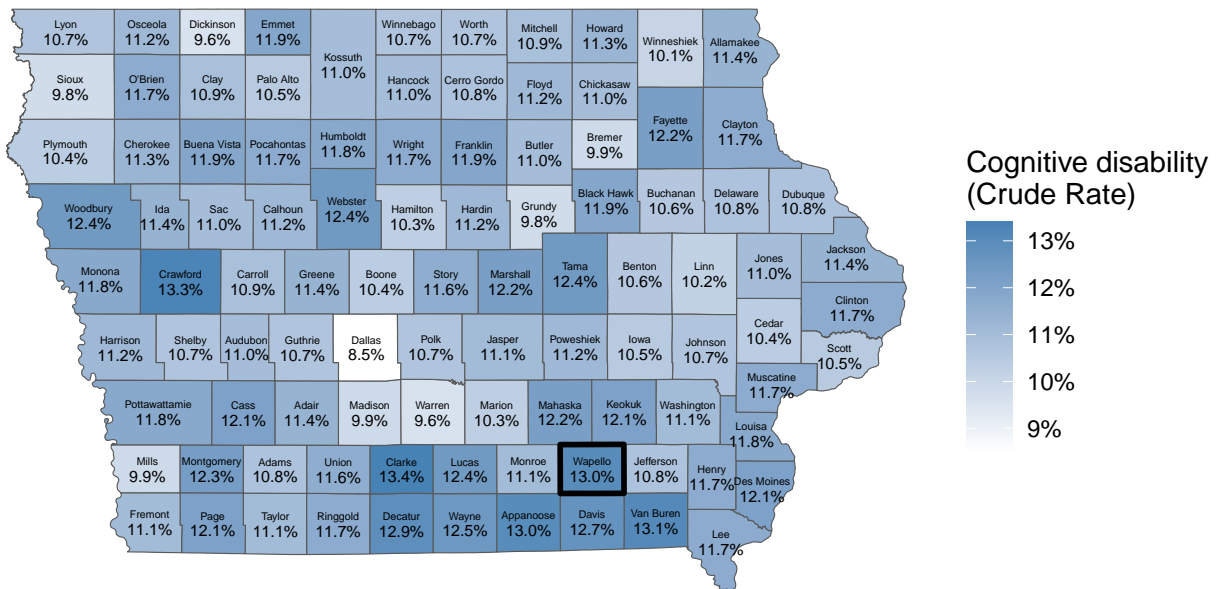 Lyon
10.7%
Osceola
11.2%
Dickinson
9.6%
Emmet
11.9%
Kossuth
11.0%
Winnebago
10.7%
Worth
10.7%
Mitchell
10.9%
Howard
11.3%
Winneshiek
10.1%
Allamakee
11.4%
Sioux
9.8%
O'Brien
11.7%
Clay
10.9%
Palo Alto
10.5%
Hancock
11.0%
Cerro Gordo
10.8%
Floyd
11.2%
Chickasaw
11.0%
Fayette
12.2%
Clayton
11.7%
Plymouth
10.4%
Cherokee
11.3%
Buena Vista
11.9%
Pocahontas
11.7%
Humboldt
11.8%
Wright
11.7%
Franklin
11.9%
Butler
11.0%
Bremer
9.9%
Woodbury
12.4%
Ida
11.4%
Sac
11.0%
Calhoun
11.2%
Webster
12.4%
Hamilton
10.3%
Hardin
11.2%
Grundy
9.8%
Black Hawk
11.9%
Buchanan
10.6%
Delaware
10.8%
Dubuque
10.8%
Monona
11.8%
Crawford
13.3%
Carroll
10.9%
Greene
11.4%
Boone
10.4%
Story
11.6%
Marshall
12.2%
Tama
12.4%
Benton
10.6%
Linn
10.2%
Jones
11.0%
Jackson
11.4%
Clinton
11.7%
Harrison
11.2%
Shelby
10.7%
Audubon
11.0%
Guthrie
10.7%
Dallas
8.5%
Polk
10.7%
Jasper
11.1%
Poweshiek
11.2%
Iowa
10.5%
Johnson
10.7%
Cedar
10.4%
Scott
10.5%
Muscatine
11.7%
Pottawattamie
11.8%
Cass
12.1%
Adair
11.4%
Madison
9.9%
Warren
9.6%
Marion
10.3%
Mahaska
12.2%
Keokuk
12.1%
Washington
11.1%
Louisa
11.8%
Mills
9.9%
Montgomery
12.3%
Adams
10.8%
Union
11.6%
Clarke
13.4%
Lucas
12.4%
Monroe
11.1%
Wapello
13.0%
Jefferson
10.8%
Henry
11.7%
Des Moines
12.1%
Fremont
11.1%
Page
12.1%
Taylor
11.1%
Ringgold
11.7%
Decatur
12.9%
Wayne
12.5%
Appanoose
13.0%
Davis
12.7%
Van Buren
13.1%
Lee
11.7%
Cognitive disability
(Crude Rate)
13%
12%
11%
10%
9%